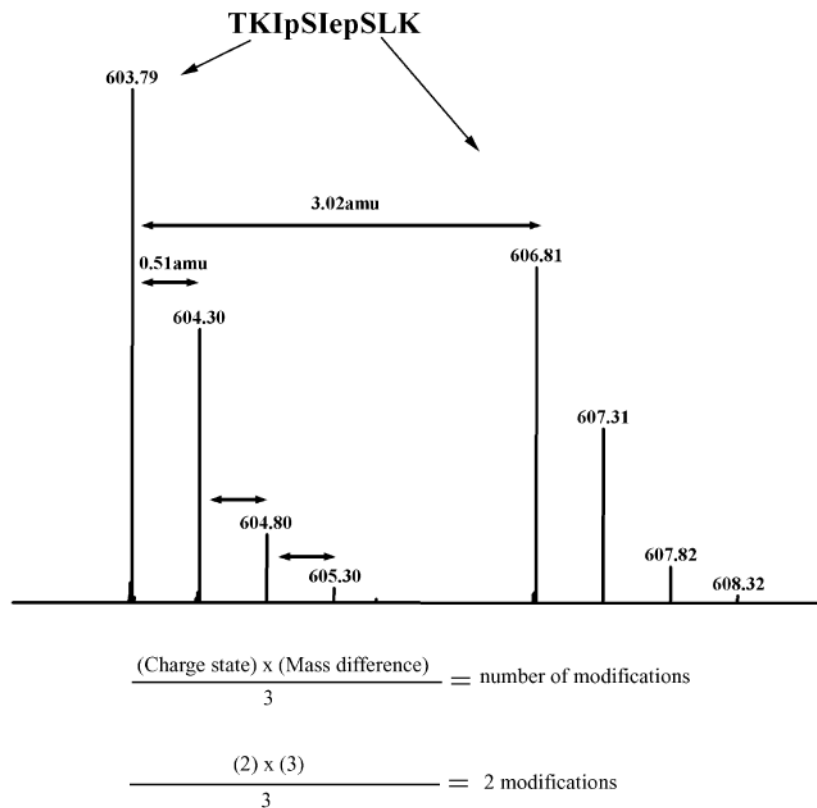 TKIpSIepSLK
603.79
3.02amu
606.81
0.51amu
604.30
607.31
604.80
605.30
607.82
608.32
(Charge state) x (Mass difference)
3
= number of modifications
(2) x (3)
3
= 2 modifications